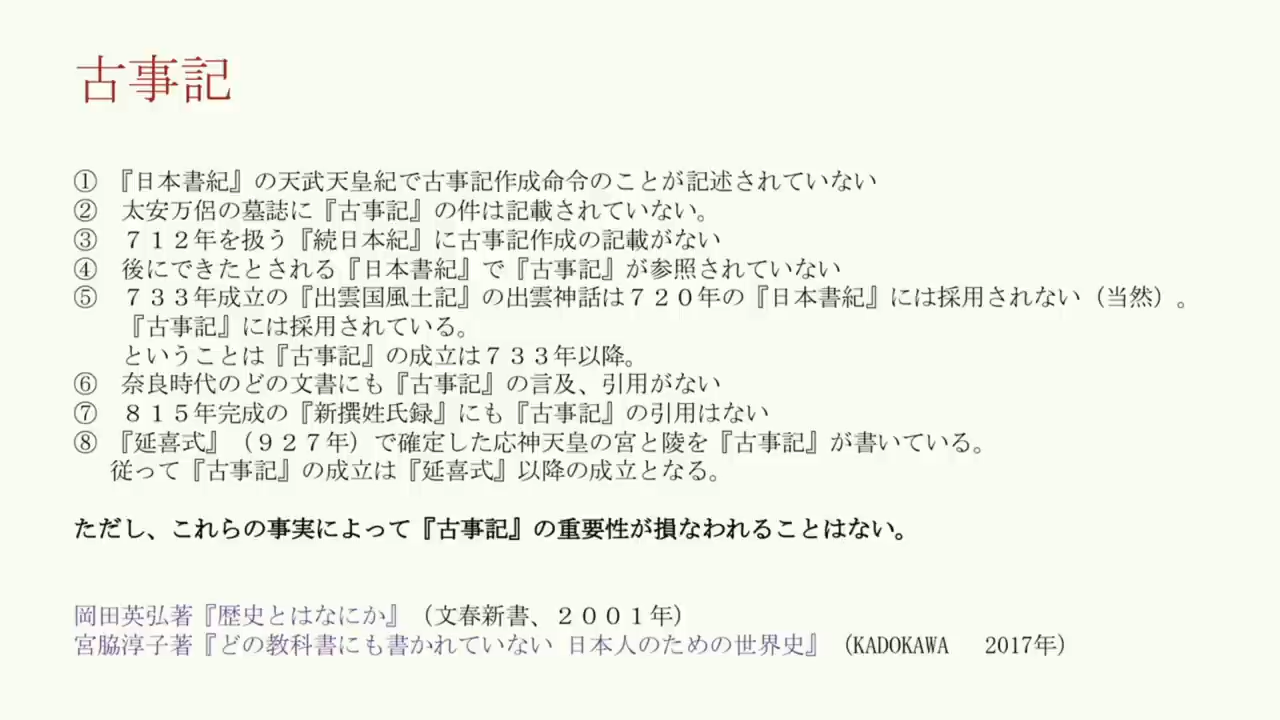 古事記
① 『日本書紀』の天武天皇紀で古事記作成命令のことが記述されていない
② 太安万侶の墓誌に『古事記』の件は記載されていない。
③ ７１２年を扱う『続日本紀』に古事記作成の記載がない
④ 後にできたとされる『日本書紀』で『古事記』が参照されていない
⑤ ７３３年成立の『出雲国風土記』の出雲神話は７２０年の『日本書紀』には採用されない（当然）。
『古事記』には採用されている。
ということは『古事記』の成立は７３３年以降。
⑥ 奈良時代のどの文書にも『古事記』の言及、引用がない
⑦ ８１５年完成の『新撰姓氏録』にも『古事記』の引用はない
⑧ 『延喜式』（９２７年）で確定した応神天皇の宮と陵を『古事記』が書いている。
従って『古事記』の成立は『延喜式』以降の成立となる。
ただし、これらの事実によって『古事記』の重要性が損なわれることはない。
岡田英弘著『歴史とはなにか』（文春新書、２００１年）
宮脇淳子著『どの教科書にも書かれていない 日本人のための世界史』（KADOKAWA　2017年）